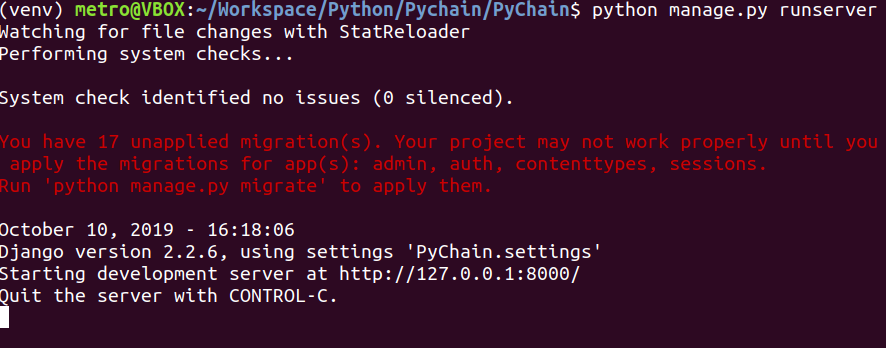 (venv) metro@VBOX:~/Workspace/Python/Pychain/PyChain$ python manage.py runserver
Watching for file changes with StatReloader
Performing system checks...
System check identified no issues (0 silenced).
You have 17 unapplied migration(s). Your project may not work properly until you
apply the migrations for app(s): admin, auth, contenttypes, sessions.
Run 'python manage.py migrate' to apply them.
October 10, 2019 - 16:18:06
Django version 2.2.6, using settings 'PyChain.settings'
Starting development server at http://127.0.0.1:8000/
Quit the server with CONTROL-C.